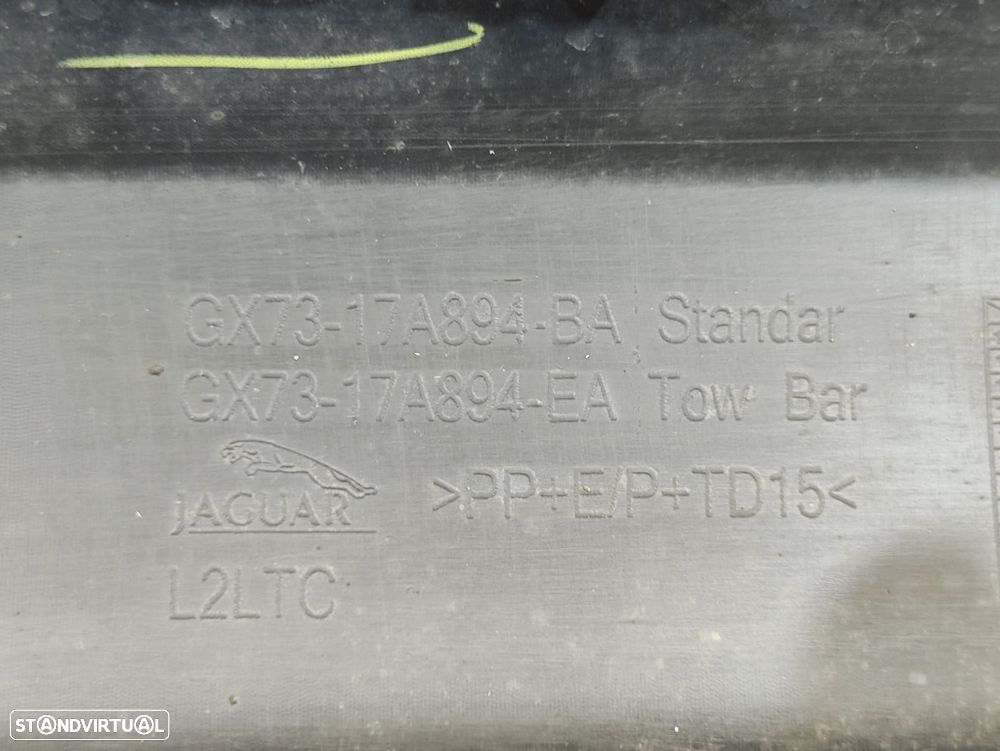 GX73-17A894-BA Standar
GX73-17A894-EA Tow Bar
JAGUAR >PP+E/P+TD15<
L2LTC
STANDVIRTUAL